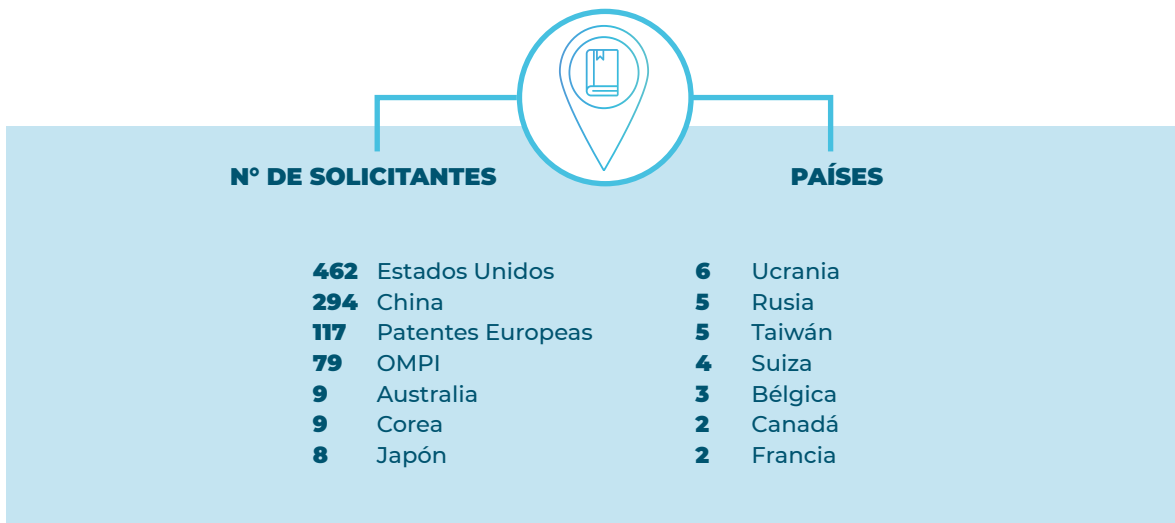 N° DE SOLICITANTES
PAÍSES
462 Estados Unidos
294 China
117 Patentes Europeas
79 OMPI
9 Australia
9 Corea
8 Japón
6 Ucrania
5 Rusia
5 Taiwán
4 Suiza
3 Bélgica
2 Canadá
2 Francia